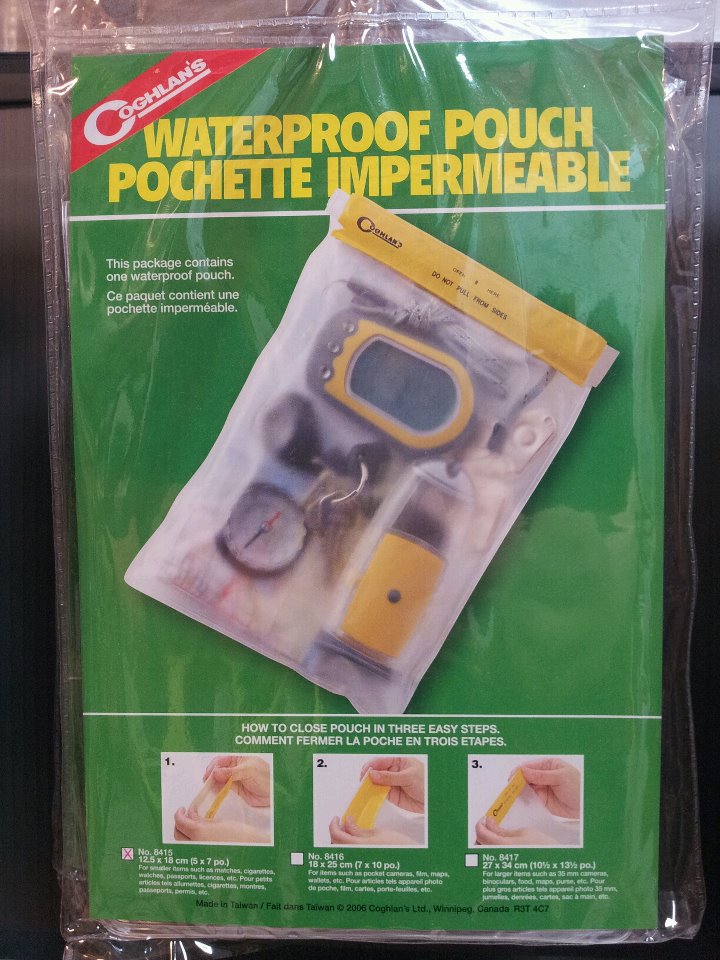 COGHLAN'S
WATERPROOF POUCH
POCHETTE IMPERMEABLE
This package contains
one waterproof pouch.
Ce paquet contient une
pochette imperméable.
COGHLAN'S
OPEN HERE
DO NOT PULL FROM SIDES
HOW TO CLOSE POUCH IN THREE EASY STEPS.
COMMENT FERMER LA POCHE EN TROIS ETAPES.
1.
2.
3.
No. 8415
12.5 x 18 cm (5 x 7 po.)
For smaller items such as matches, cigarettes,
watches, passports, licences, etc. Pour petits
articles tels allumettes, cigarettes, montres,
passeports, permis, etc.
No. 8416
18 x 25 cm (7 x 10 po.)
For items such as pocket cameras, film, maps,
wallets, etc. Pour articles tels appareil photo
de poche, film, cartes, porte-feuilles, etc.
No. 8417
27 x 34 cm (10½ x 13½ po.)
For larger items such as 35 mm cameras,
binoculars, food, maps, purse, etc. Pour
plus gros articles tels appareil photo 35 mm,
jumelles, denrées, cartes, sac à main, etc.
Made in Taiwan / Fait dans Taïwan © 2006 Coghlan's Ltd., Winnipeg, Canada R3T 4C7